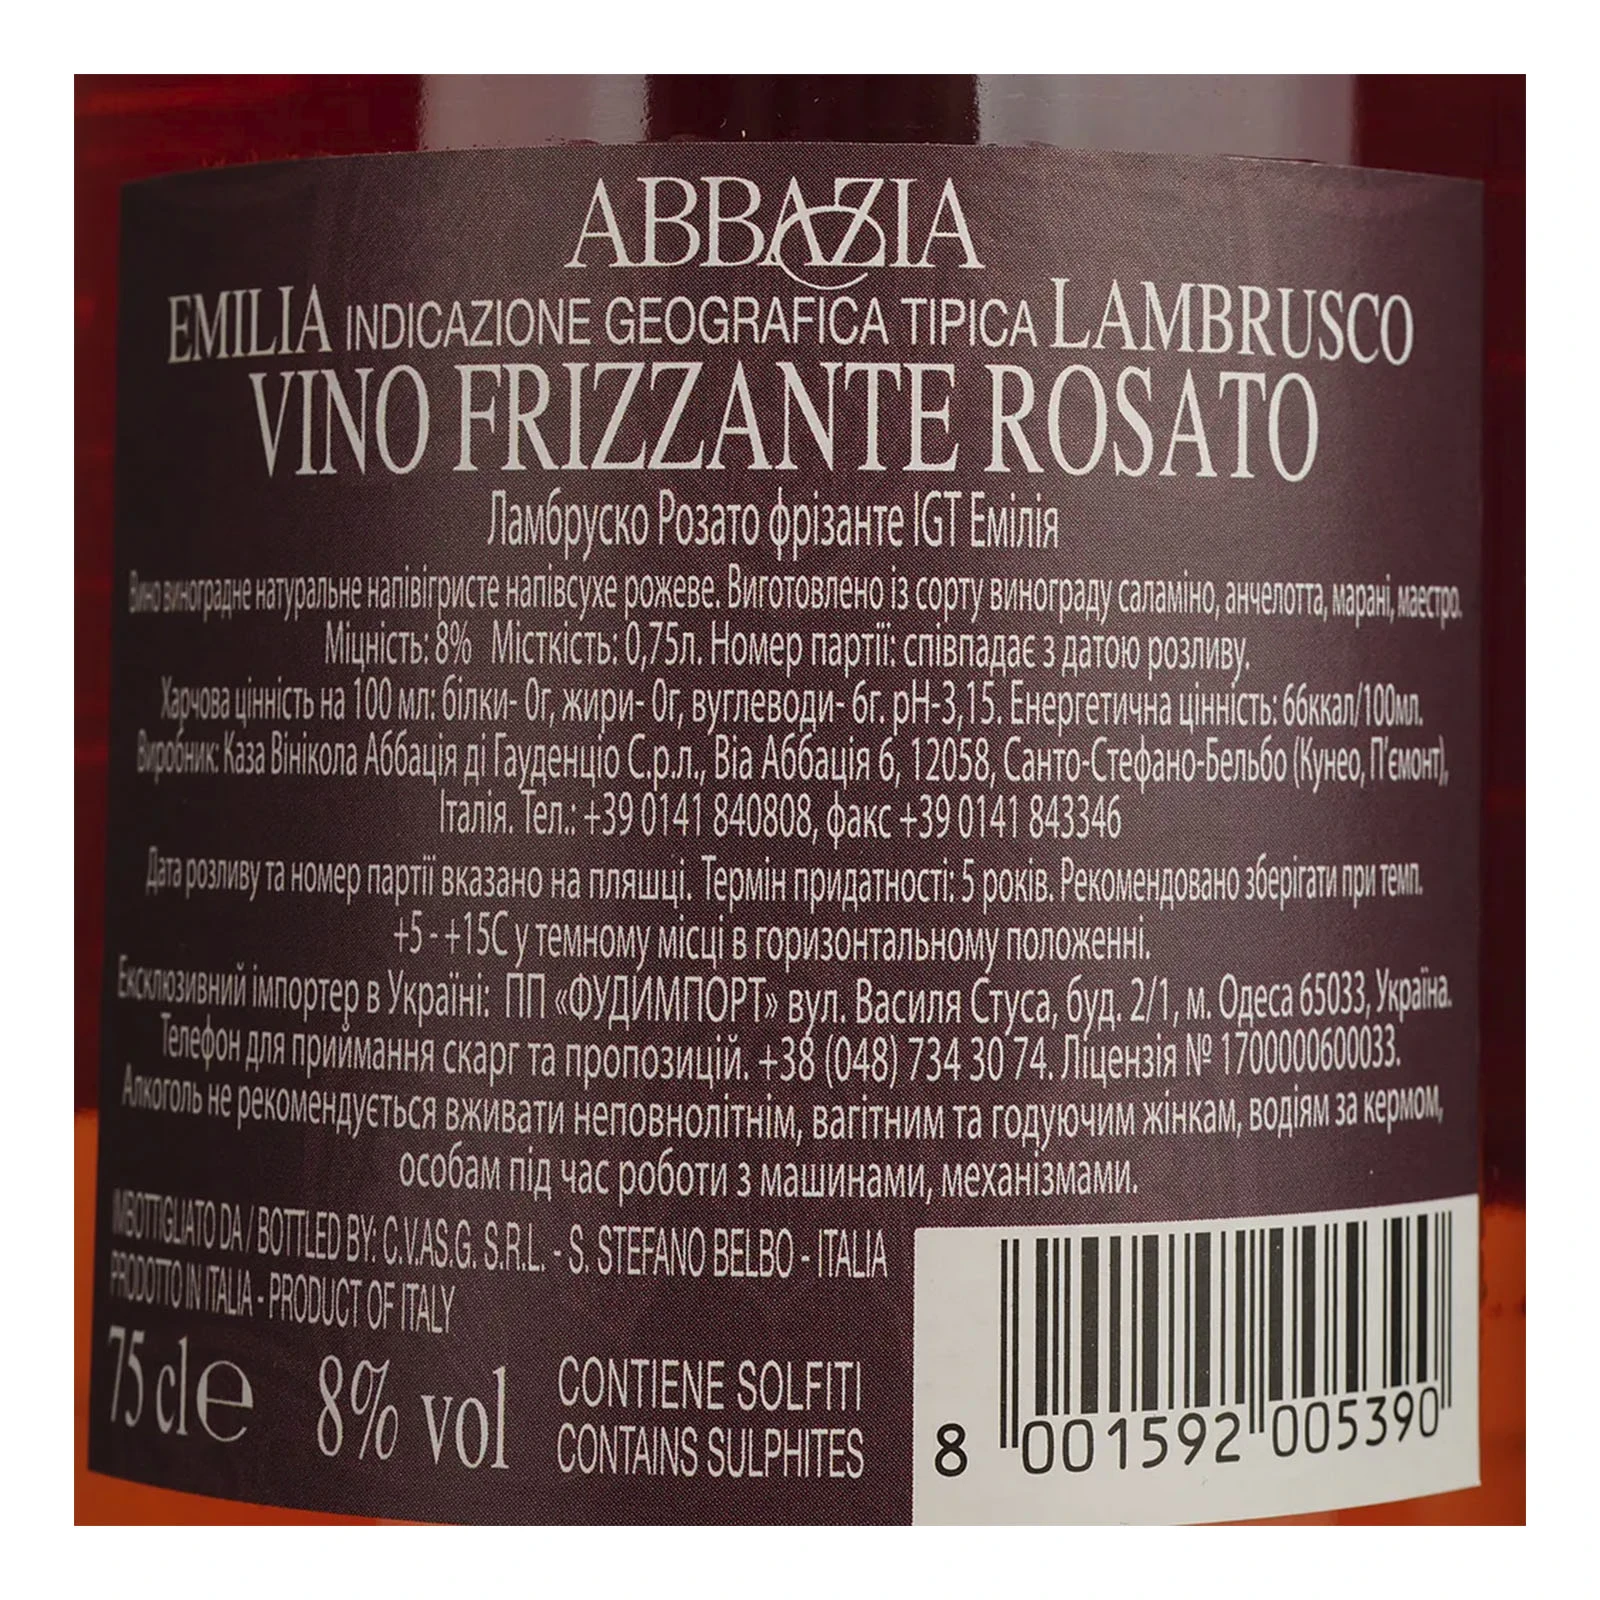 ABBAZIA
EMILIA INDICAZIONE GEOGRAFICA TIPICA LAMBRUSCO
VINO FRIZZANTE ROSATO
Ламбруско Розато фрізанте IGT Емілія
Вино виноградне натуральне напівігристе напівсухе рожеве. Виготовлено із сорту винограду саламіно, анчелотта, марані, маестро.
Міцність: 8% Місткість: 0,75л. Номер партії: співпадає з датою розливу.
Харчова цінність на 100 мл: білки- 0г, жири- 0г, вуглеводи- 6г. рН-3,15. Енергетична цінність: 66ккал/100мл.
Виробник: Каза Вінікола Аббація ді Гауденціо С.р.л., Віа Аббація 6, 12058, Санто-Стефано-Бельбо (Кунео, П'ємонт),
Італія. Тел.: +39 0141 840808, факс +39 0141 843346
Дата розливу та номер партії вказано на пляшці. Термін придатності: 5 років. Рекомендовано зберігати при темп.
+5 - +15С у темному місці в горизонтальному положенні.
Ексклюзивний імпортер в Україні: ПП «ФУДИМПОРТ» вул. Василя Стуса, буд. 2/1, м. Одеса 65033, Україна.
Телефон для приймання скарг та пропозицій. +38 (048) 734 30 74. Ліцензія № 1700000600033.
Алкоголь не рекомендується вживати неповнолітнім, вагітним та годуючим жінкам, водіям за кермом,
особам під час роботи з машинами, механізмами.
IMBOTTIGLIATO DA / BOTTLED BY: C.V.AS.G. S.R.L. - S. STEFANO BELBO - ITALIA
PRODOTTO IN ITALIA - PRODUCT OF ITALY
75 cl ℮ 8% vol
CONTIENE SOLFITI
CONTAINS SULPHITES
8 001592 005390